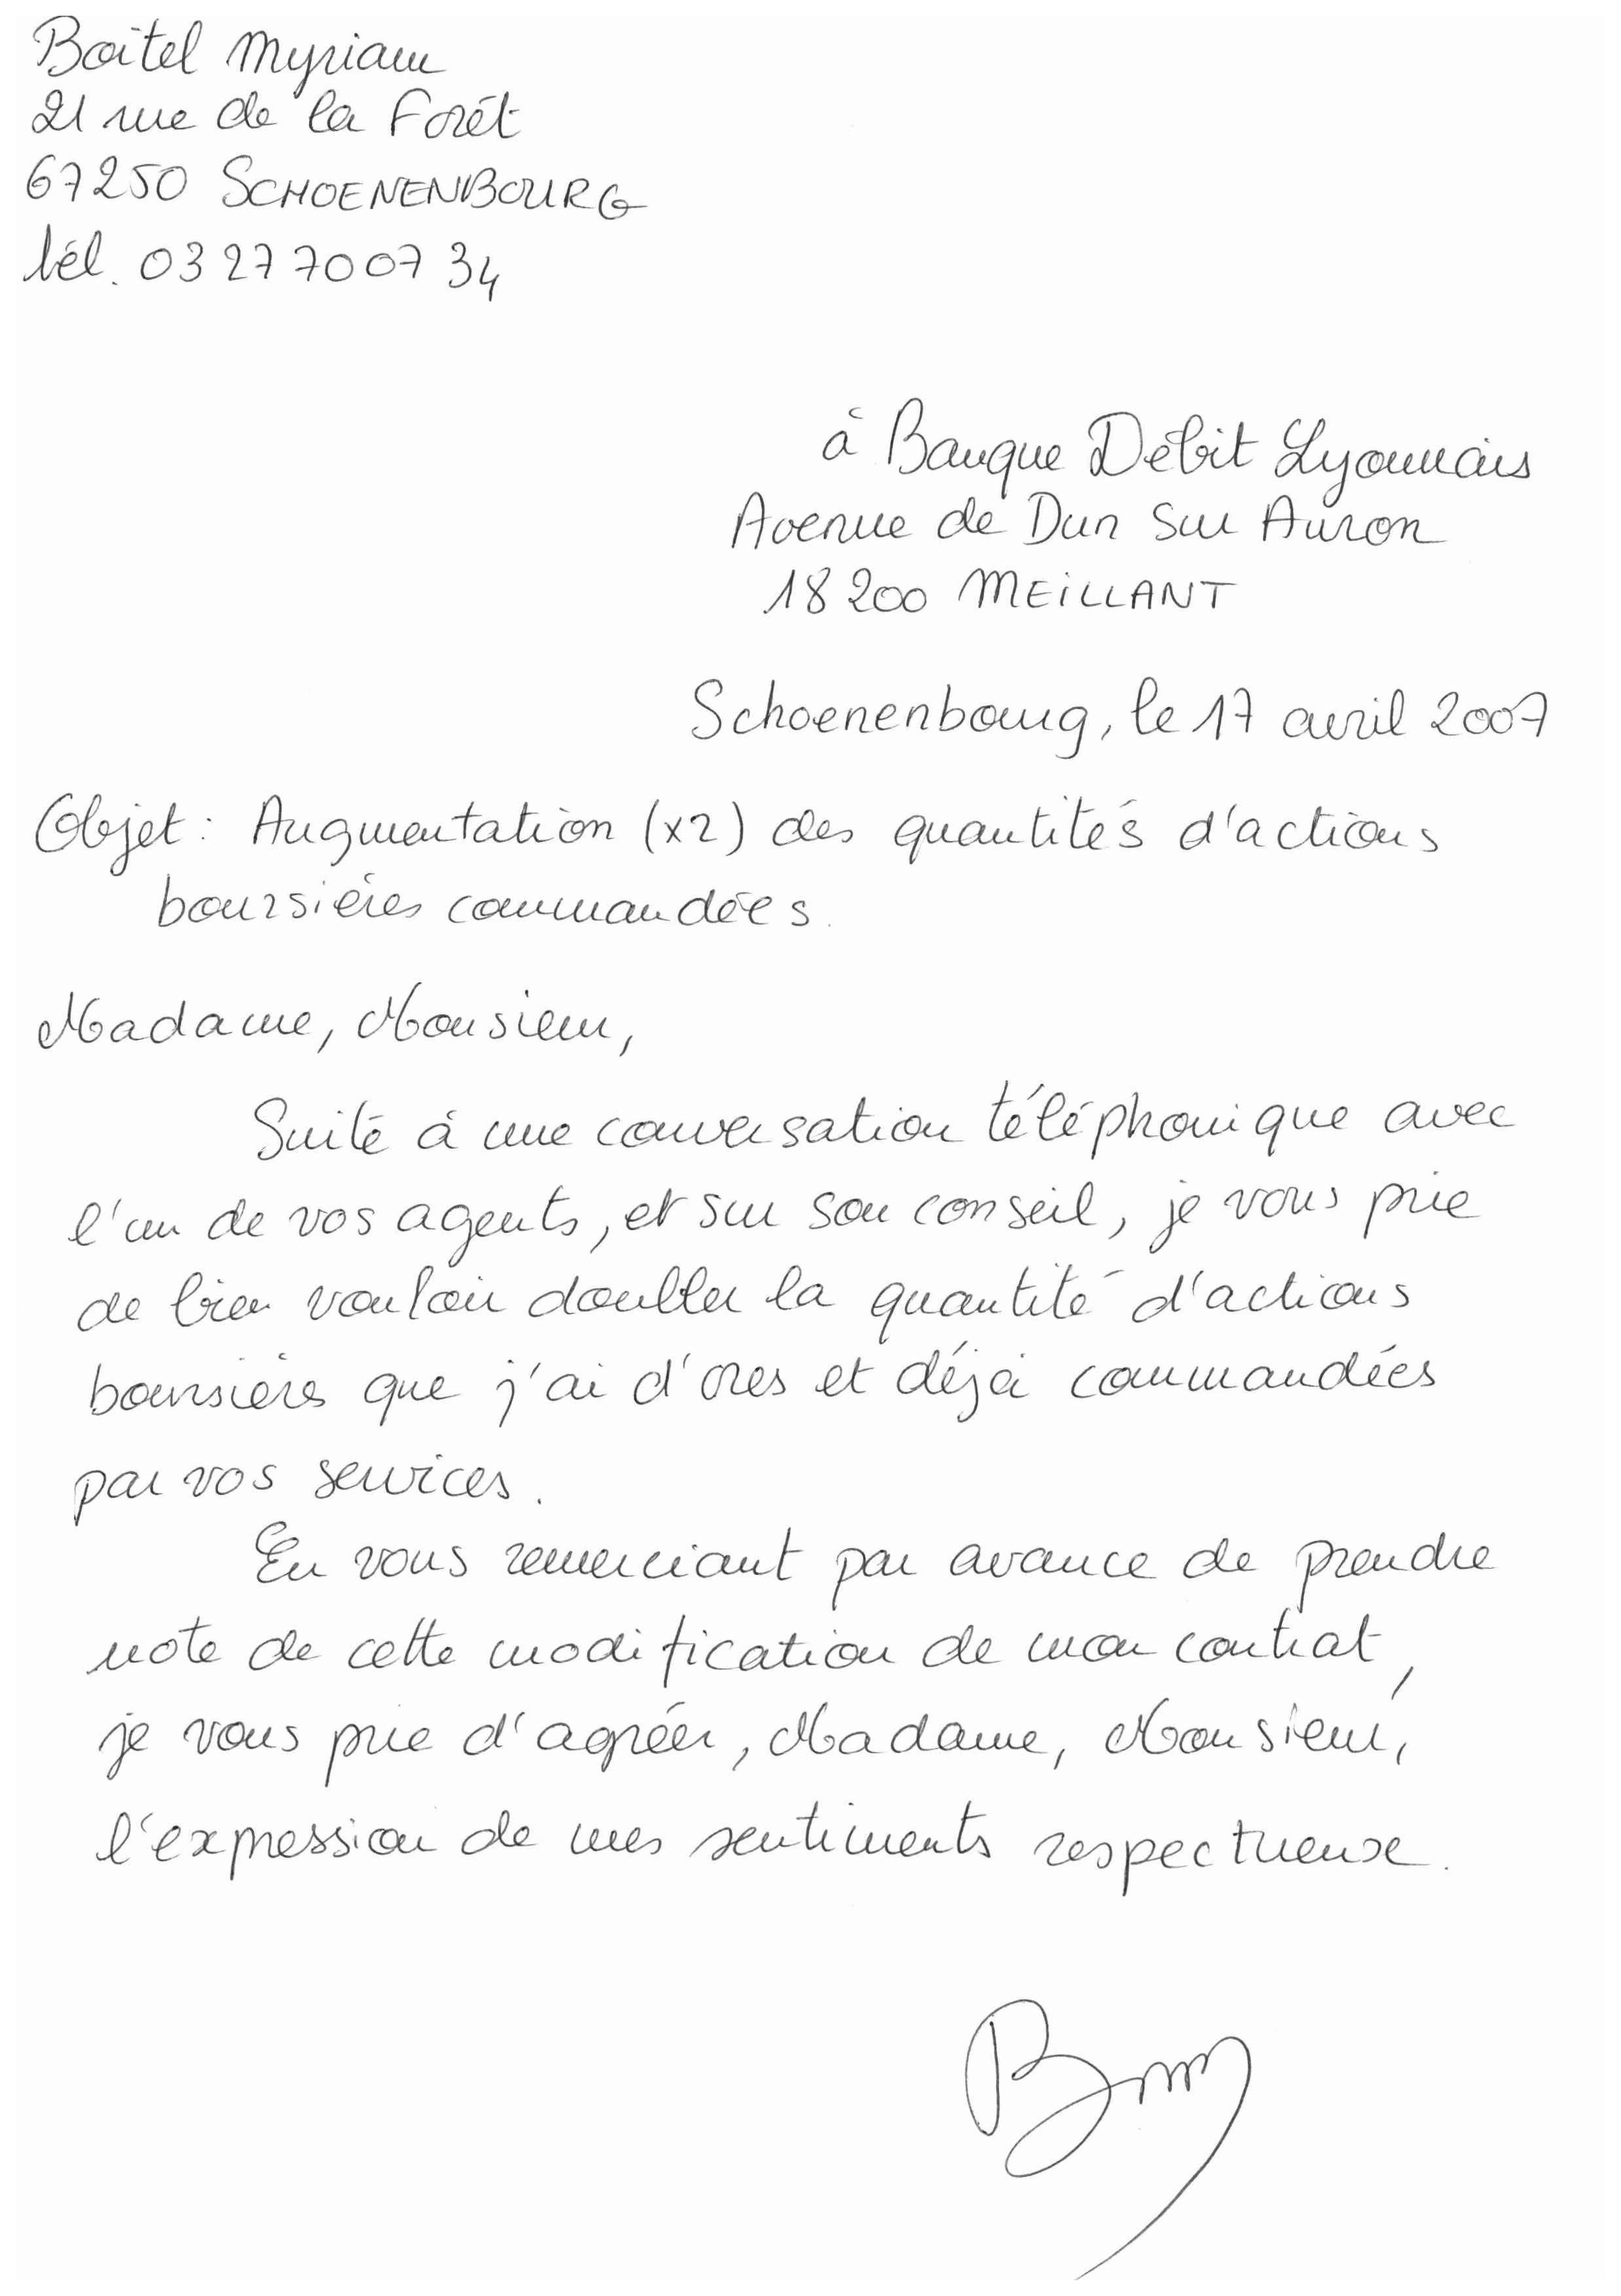 Boitel Myriam
21 rue de la Forêt
67250 SCHOENENBOURG
tél. 03 27 70 07 34
à Banque Débit Lyonnais
Avenue de Dun sur Auron
18200 MEILLANT
Schoenenbourg, le 17 avril 2007
Objet : Augmentation (x2) des quantités d'actions
boursières commandées.
Madame, Monsieur,
Suite à une conversation téléphonique avec
l'un de vos agents, et sur son conseil, je vous prie
de bien vouloir doubler la quantité d'actions
boursières que j'ai d'ores et déjà commandées
par vos services.
En vous remerciant par avance de prendre
note de cette modification de mon contrat,
je vous prie d'agréer, Madame, Monsieur,
l'expression de mes sentiments respectueux.